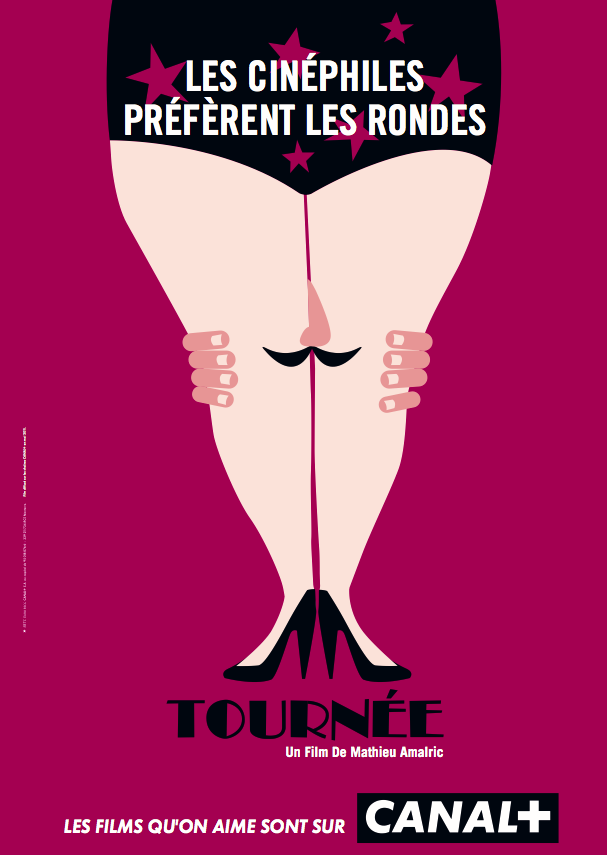 LES CINÉPHILES
PRÉFÈRENT LES RONDES
TOURNÉE
Un Film De Mathieu Amalric
LES FILMS QU'ON AIME SONT SUR
CANAL+